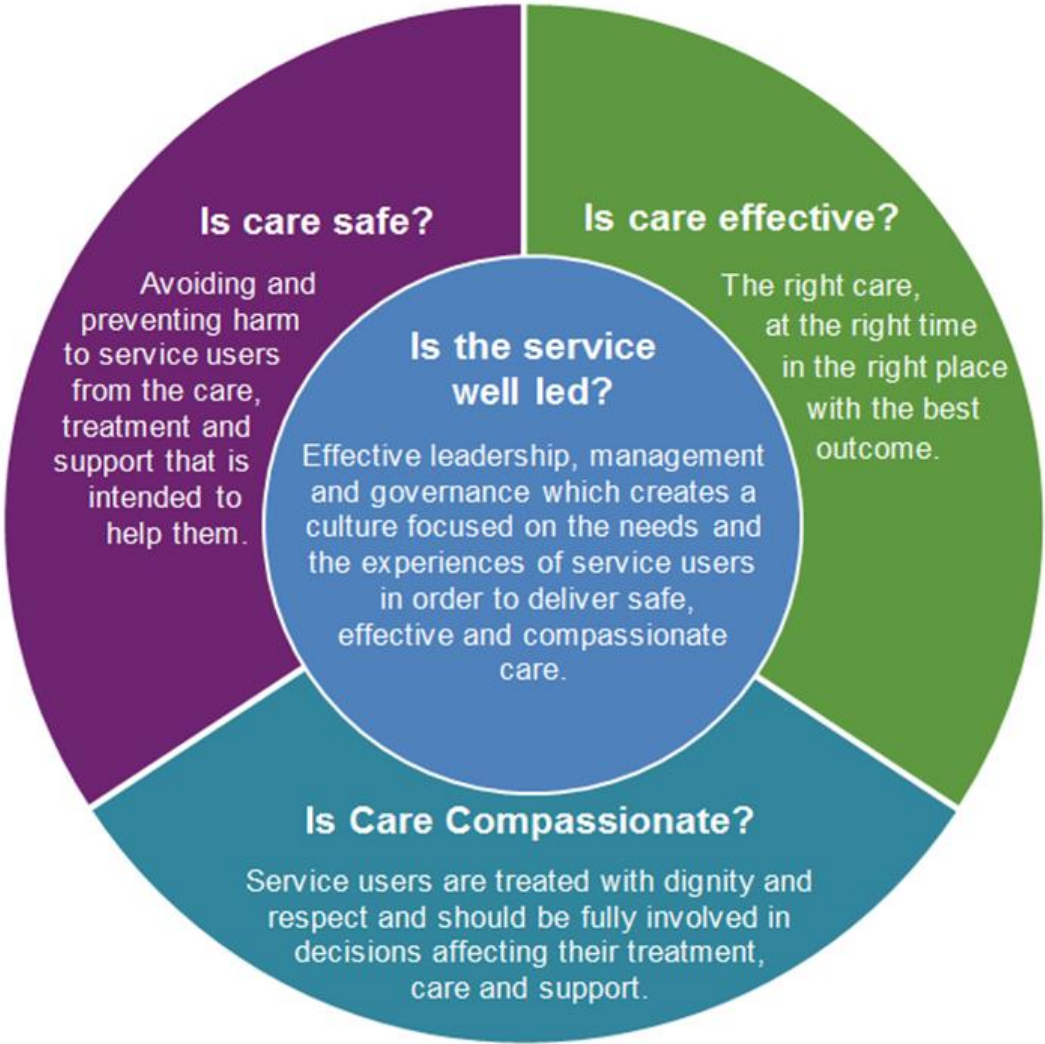 Is care safe?
Avoiding and
preventing harm
to service users
from the care,
treatment and
support that is
intended to
help them.
Is care effective?
The right care,
at the right time
in the right place
with the best
outcome.
Is the service
well led?
Effective leadership, management
and governance which creates a
culture focused on the needs and
the experiences of service users
in order to deliver safe,
effective and compassionate
care.
Is Care Compassionate?
Service users are treated with dignity and
respect and should be fully involved in
decisions affecting their treatment,
care and support.